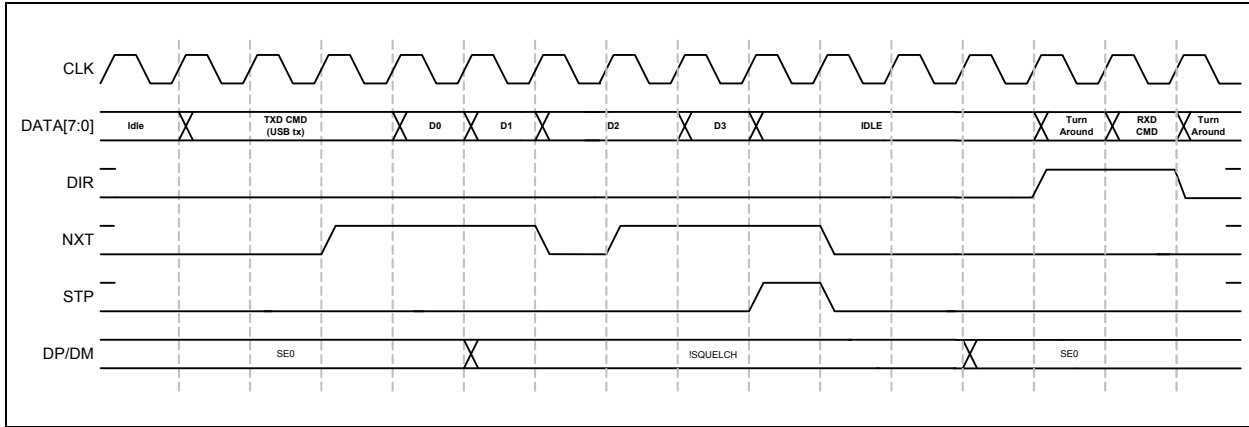 CLK
DATA[7:0] Idle TXD CMD D0 D1 D2 D3 IDLE Turn RXD Turn
(USB tx) Around CMD Around
DIR
NXT
STP
DP/DM SE0 !SQUELCH SE0